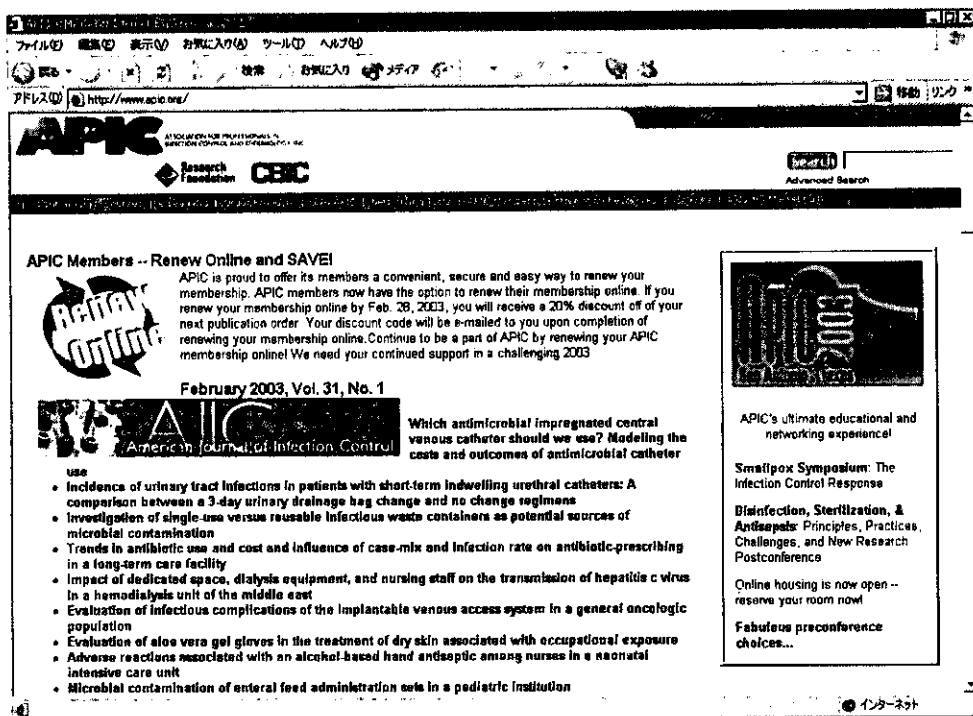 ファイル(F) 編集(E) 表示(V) お気に入り(A) ツール(T) ヘルプ(H)
戻る 検索 お気に入り メディア
アドレス(D) http://www.apic.org/ 移動 リンク »
APIC
ASSOCIATION FOR PROFESSIONALS IN
INFECTION CONTROL AND EPIDEMIOLOGY, INC
Research
Foundation CBIC
Search
Advanced Search
APIC Members -- Renew Online and SAVE!
Renew
Online
APIC is proud to offer its members a convenient, secure and easy way to renew your
membership. APIC members now have the option to renew their membership online. If you
renew your membership online by Feb. 28, 2003, you will receive a 20% discount off of your
next publication order. Your discount code will be e-mailed to you upon completion of
renewing your membership online.Continue to be a part of APIC by renewing your APIC
membership online! We need your continued support in a challenging 2003
February 2003, Vol. 31, No. 1
AJIC
American Journal of Infection Control
Which antimicrobial impregnated central
venous catheter should we use? Modeling the
costs and outcomes of antimicrobial catheter
use
• Incidence of urinary tract infections in patients with short-term indwelling urethral catheters: A
comparison between a 3-day urinary drainage bag change and no change regimens
• Investigation of single-use versus reusable infectious waste containers as potential sources of
microbial contamination
• Trends in antibiotic use and cost and influence of case-mix and infection rate on antibiotic-prescribing
in a long-term care facility
• Impact of dedicated space, dialysis equipment, and nursing staff on the transmission of hepatitis c virus
in a hemodialysis unit of the middle east
• Evaluation of infectious complications of the implantable venous access system in a general oncologic
population
• Evaluation of aloe vera gel gloves in the treatment of dry skin associated with occupational exposure
• Adverse reactions associated with an alcohol-based hand antiseptic among nurses in a neonatal
intensive care unit
• Microbial contamination of enteral feed administration sets in a pediatric institution
APIC
2003
San Antonio, Texas
APIC's ultimate educational and
networking experience!
Smallpox Symposium: The
Infection Control Response
Disinfection, Sterilization, &
Antisepsis: Principles, Practices,
Challenges, and New Research
Postconference
Online housing is now open --
reserve your room now!
Fabulous preconference
choices...
インターネット